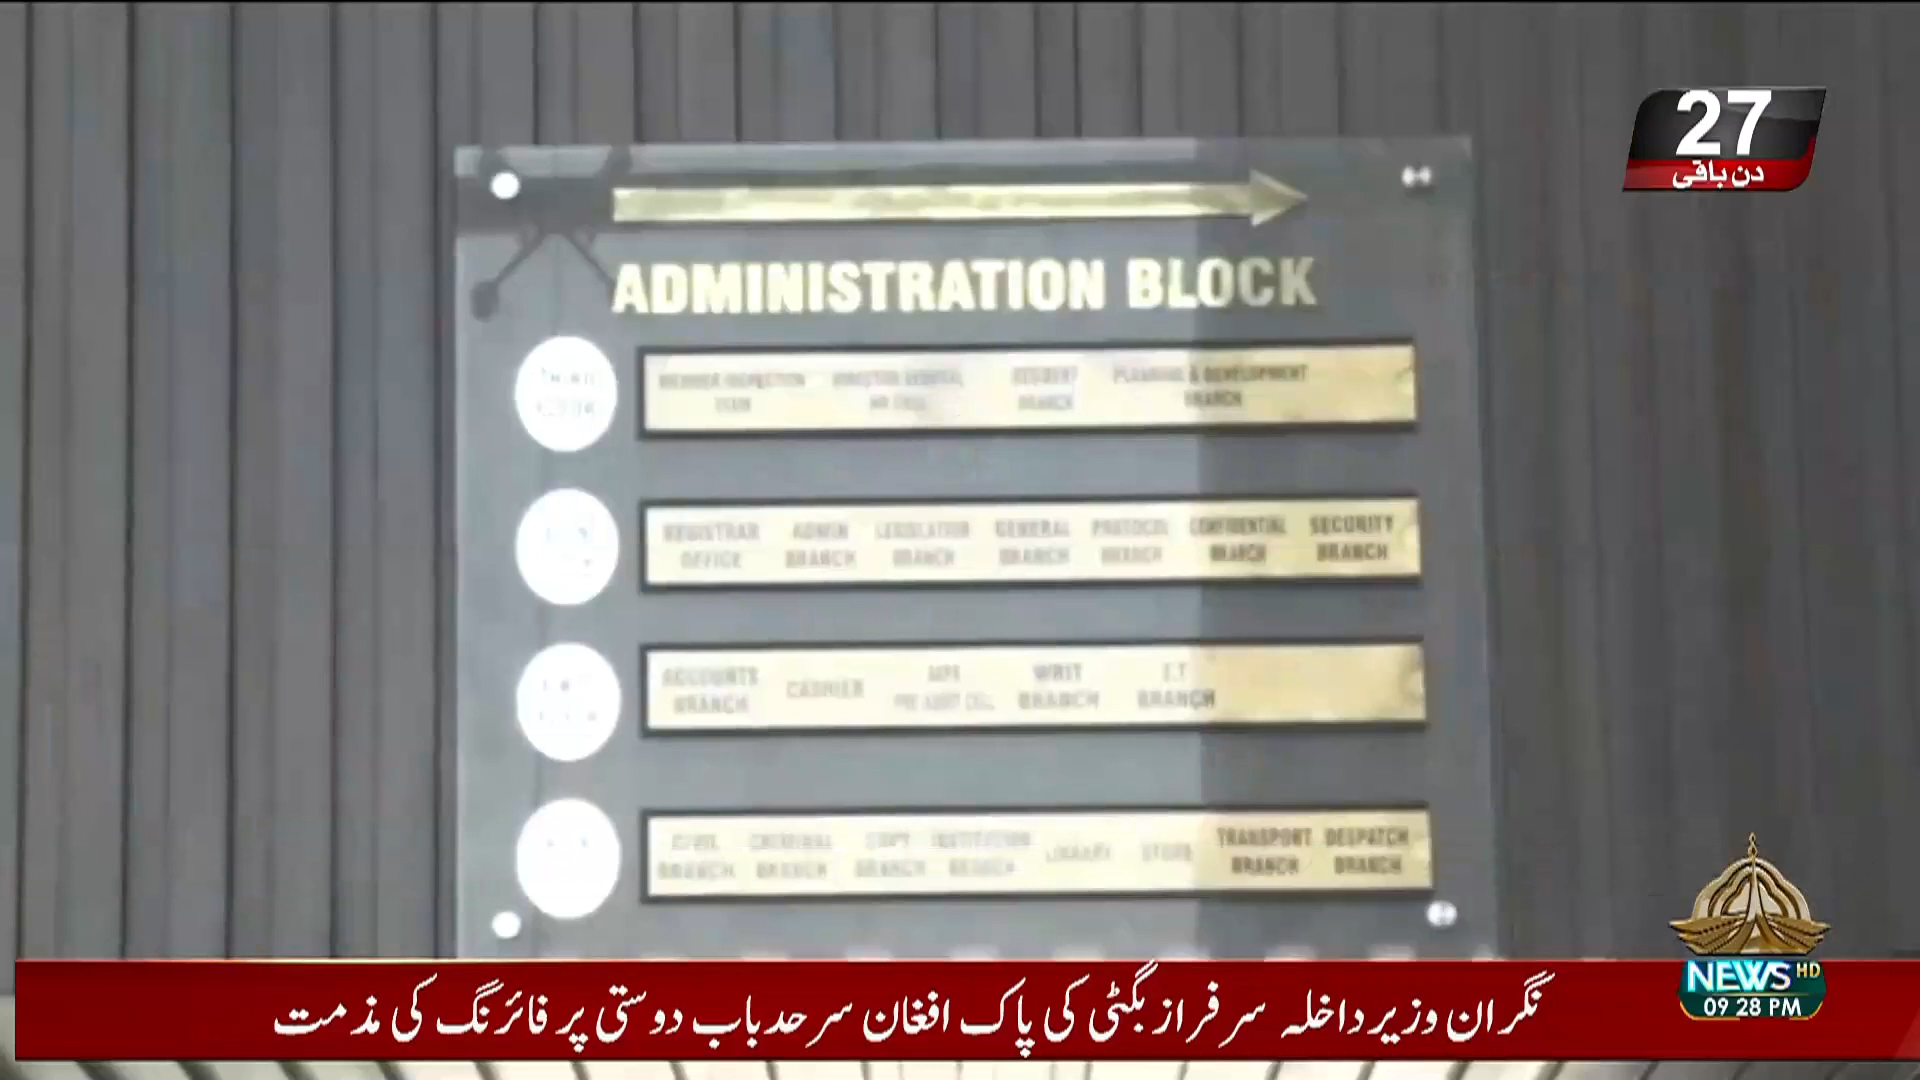 27
دن باقی
ADMINISTRATION BLOCK
PLANNING & DEVELOPMENT
BRANCH
REGISTRAR OFFICE
ADMIN BRANCH
LEGISLATION BRANCH
GENERAL BRANCH
PROTOCOL BRANCH
CONFIDENTIAL BRANCH
SECURITY BRANCH
ACCOUNTS BRANCH
CASHIER
WRIT BRANCH
I.T BRANCH
CIVIL BRANCH
CRIMINAL BRANCH
COPY BRANCH
BRANCH
LIBRARY
STORE
TRANSPORT BRANCH
DESPATCH BRANCH
NEWS HD
09 28 PM
نگران وزیر داخلہ سرفراز بگٹی کی پاک افغان سرحد باب دوستی پر فائرنگ کی مذمت